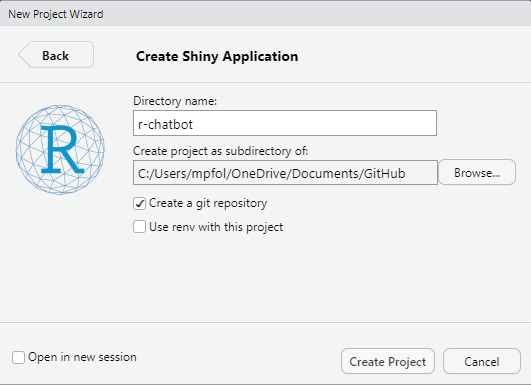 New Project Wizard
Back
Create Shiny Application
R
Directory name:
r-chatbot
Create project as subdirectory of:
C:/Users/mpfol/OneDrive/Documents/GitHub
Browse...
Create a git repository
Use renv with this project
Open in new session
Create Project
Cancel